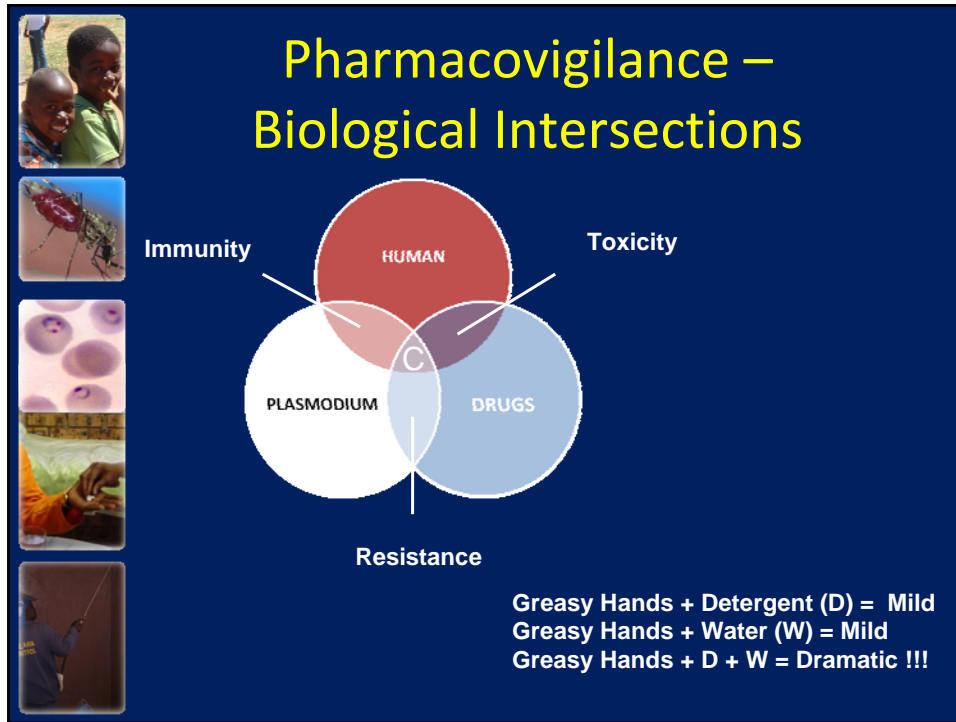 Pharmacovigilance –
Biological Intersections
Immunity
Toxicity
HUMAN
C
PLASMODIUM
DRUGS
Resistance
Greasy Hands + Detergent (D) =  Mild
Greasy Hands + Water (W) = Mild
Greasy Hands + D + W = Dramatic !!!